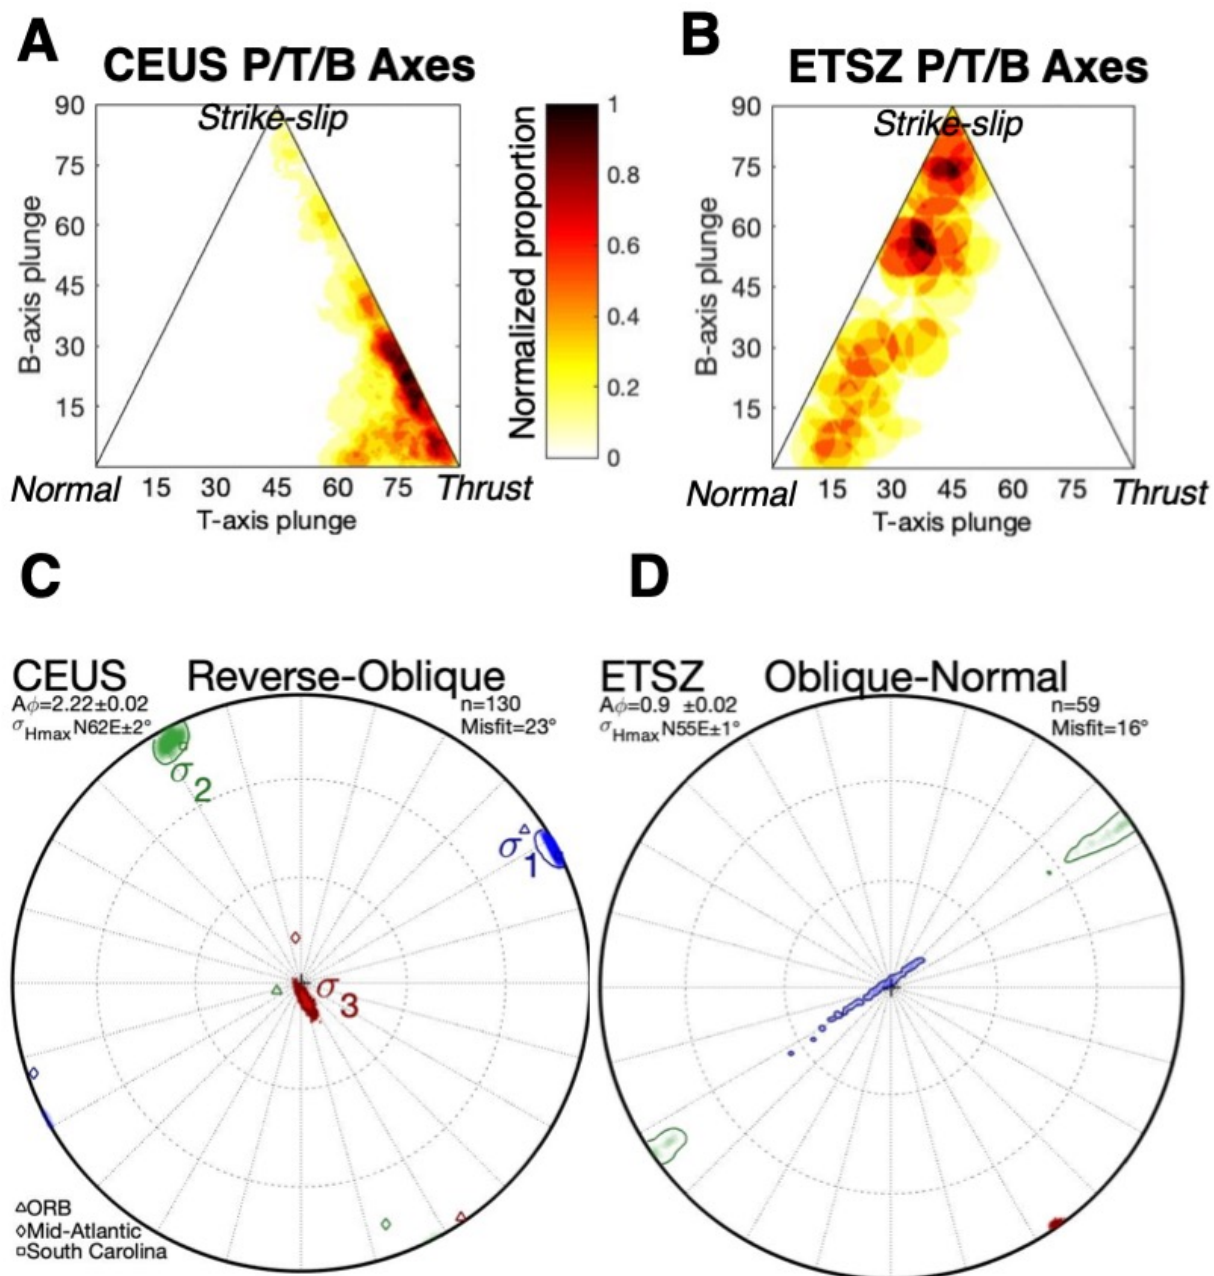 A
CEUS P/T/B Axes
90
75
60
45
30
15
B-axis plunge
Strike-slip
Normal 15 30 45 60 75 Thrust
T-axis plunge
Normalized proportion
1
0.8
0.6
0.4
0.2
0
B
ETSZ P/T/B Axes
90
75
60
45
30
15
B-axis plunge
Strike-slip
Normal 15 30 45 60 75 Thrust
T-axis plunge
C
CEUS Reverse-Oblique
Aϕ=2.22±0.02 n=130
σHmax N62E±2° Misfit=23°
σ2
σ1
σ3
△ORB
◇Mid-Atlantic
□South Carolina
D
ETSZ Oblique-Normal
Aϕ=0.9 ±0.02 n=59
σHmax N55E±1° Misfit=16°